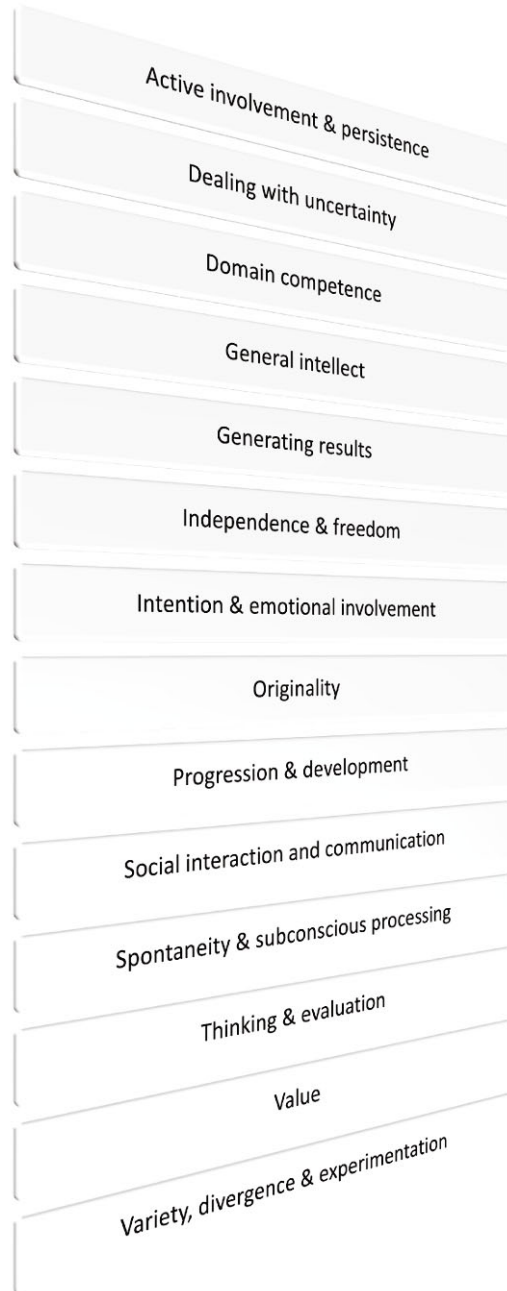 Active involvement & persistence
Dealing with uncertainty
Domain competence
General intellect
Generating results
Independence & freedom
Intention & emotional involvement
Originality
Progression & development
Social interaction and communication
Spontaneity & subconscious processing
Thinking & evaluation
Value
Variety, divergence & experimentation